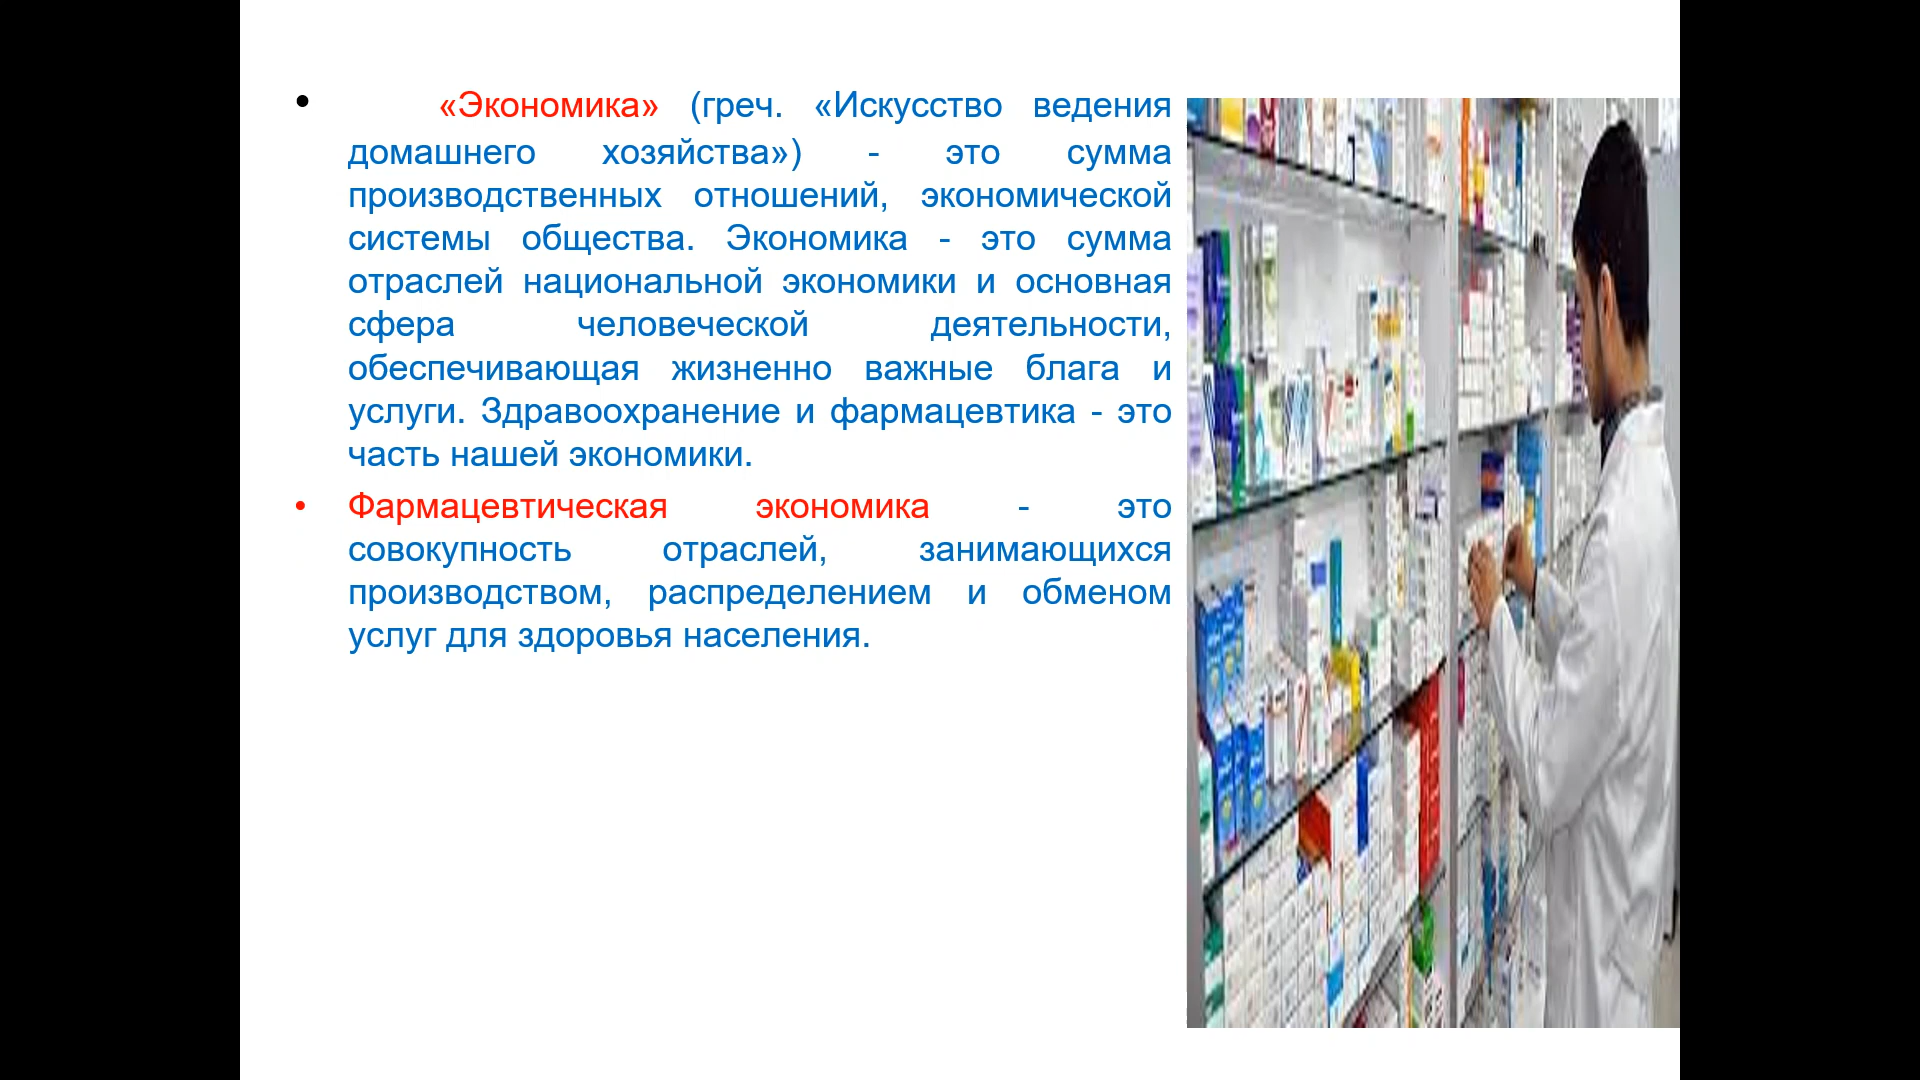 • «Экономика» (греч. «Искусство ведения
домашнего хозяйства») - это сумма
производственных отношений, экономической
системы общества. Экономика - это сумма
отраслей национальной экономики и основная
сфера человеческой деятельности,
обеспечивающая жизненно важные блага и
услуги. Здравоохранение и фармацевтика - это
часть нашей экономики.
• Фармацевтическая экономика - это
совокупность отраслей, занимающихся
производством, распределением и обменом
услуг для здоровья населения.